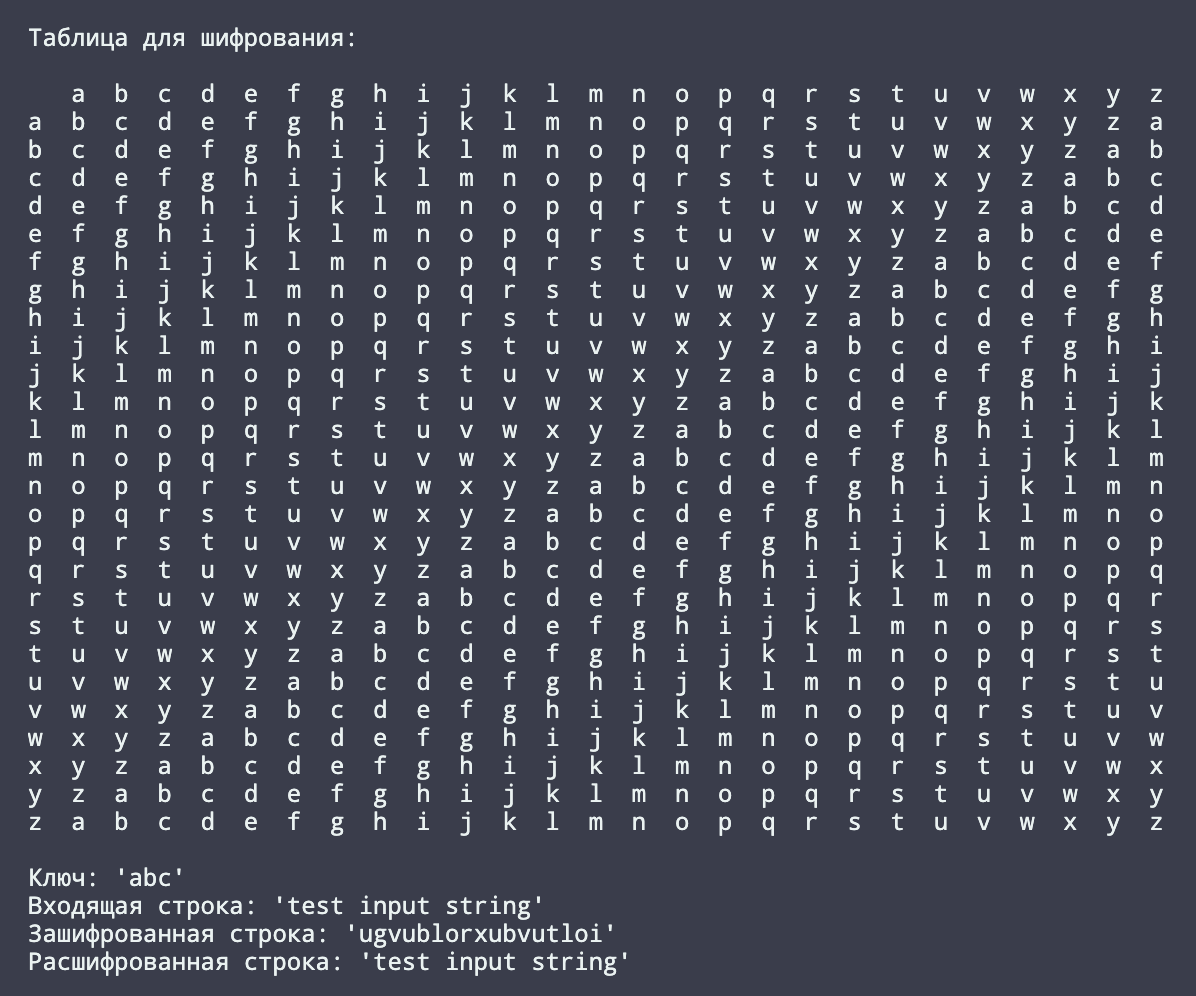 Таблица для шифрования:
a b c d e f g h i j k l m n o p q r s t u v w x y z
a b c d e f g h i j k l m n o p q r s t u v w x y z a
b c d e f g h i j k l m n o p q r s t u v w x y z a b
c d e f g h i j k l m n o p q r s t u v w x y z a b c
d e f g h i j k l m n o p q r s t u v w x y z a b c d
e f g h i j k l m n o p q r s t u v w x y z a b c d e
f g h i j k l m n o p q r s t u v w x y z a b c d e f
g h i j k l m n o p q r s t u v w x y z a b c d e f g
h i j k l m n o p q r s t u v w x y z a b c d e f g h
i j k l m n o p q r s t u v w x y z a b c d e f g h i
j k l m n o p q r s t u v w x y z a b c d e f g h i j
k l m n o p q r s t u v w x y z a b c d e f g h i j k
l m n o p q r s t u v w x y z a b c d e f g h i j k l
m n o p q r s t u v w x y z a b c d e f g h i j k l m
n o p q r s t u v w x y z a b c d e f g h i j k l m n
o p q r s t u v w x y z a b c d e f g h i j k l m n o
p q r s t u v w x y z a b c d e f g h i j k l m n o p
q r s t u v w x y z a b c d e f g h i j k l m n o p q
r s t u v w x y z a b c d e f g h i j k l m n o p q r
s t u v w x y z a b c d e f g h i j k l m n o p q r s
t u v w x y z a b c d e f g h i j k l m n o p q r s t
u v w x y z a b c d e f g h i j k l m n o p q r s t u
v w x y z a b c d e f g h i j k l m n o p q r s t u v
w x y z a b c d e f g h i j k l m n o p q r s t u v w
x y z a b c d e f g h i j k l m n o p q r s t u v w x
y z a b c d e f g h i j k l m n o p q r s t u v w x y
z a b c d e f g h i j k l m n o p q r s t u v w x y z
Ключ: 'abc'
Входящая строка: 'test input string'
Зашифрованная строка: 'ugvublorxubvutloi'
Расшифрованная строка: 'test input string'